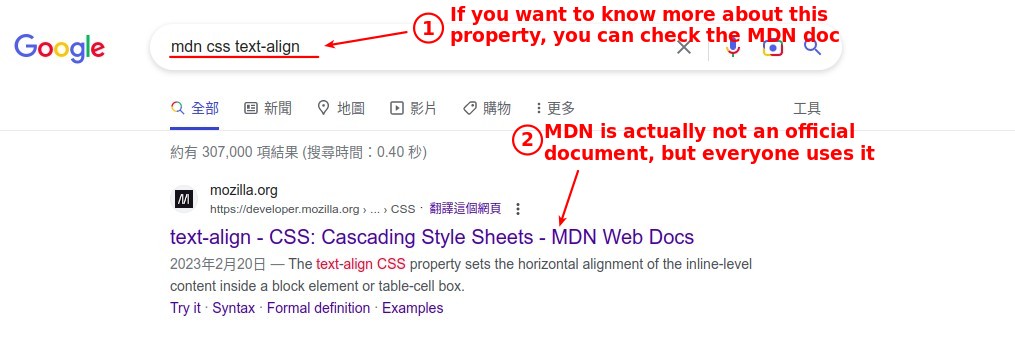 1 If you want to know more about this
property, you can check the MDN doc
Google
mdn css text-align
全部 新聞 地圖 影片 購物 更多 工具
2 MDN is actually not an official
document, but everyone uses it
約有 307,000 項結果 (搜尋時間：0.40 秒)
mozilla.org
https://developer.mozilla.org › ... › CSS · 翻譯這個網頁
text-align - CSS: Cascading Style Sheets - MDN Web Docs
2023年2月20日 — The text-align CSS property sets the horizontal alignment of the inline-level
content inside a block element or table-cell box.
Try it · Syntax · Formal definition · Examples